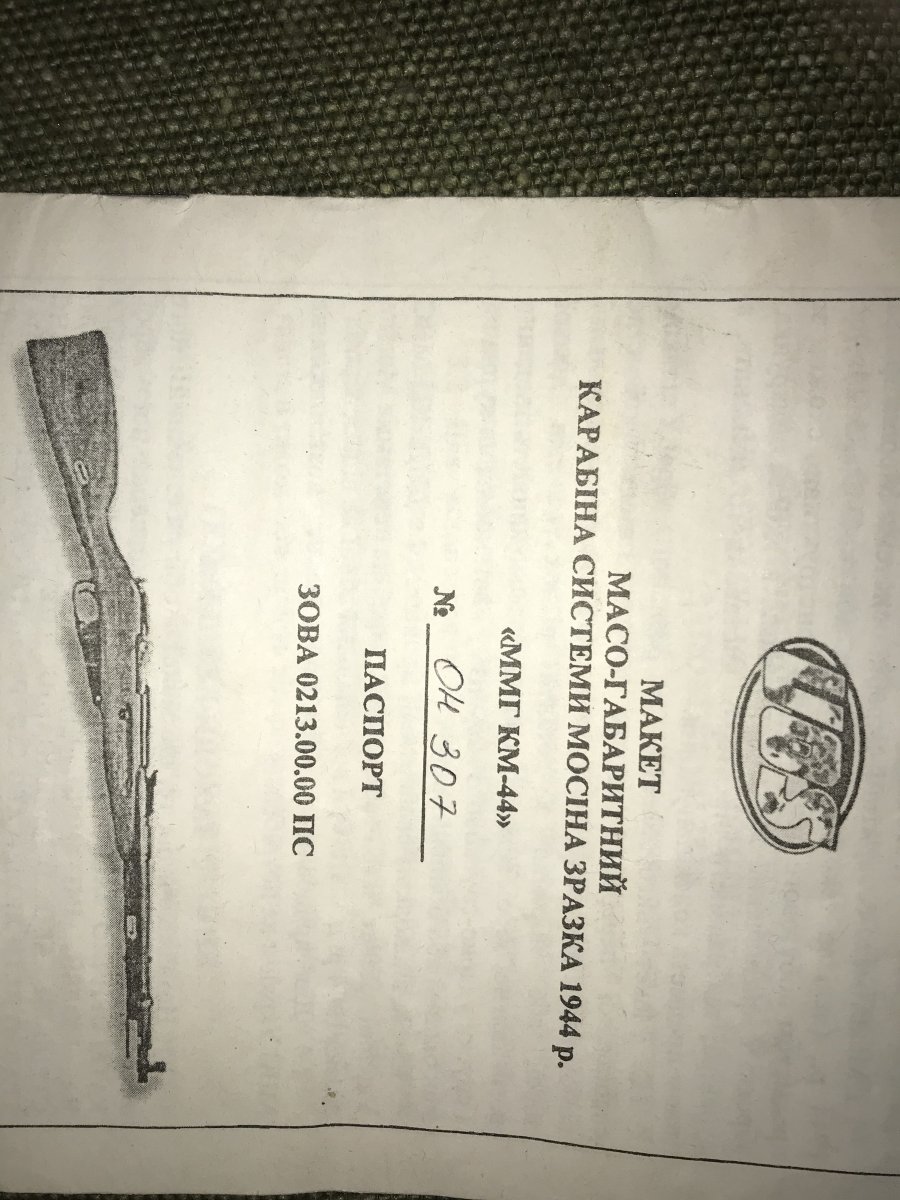 МАКЕТ
МАСО-ГАБАРИТНИЙ
КАРАБІНА СИСТЕМИ МОСІНА ЗРАЗКА 1944 р.
«ММГ КМ-44»
№ ОН 307
ПАСПОРТ
ЗОВА 0213.00.00 ПС